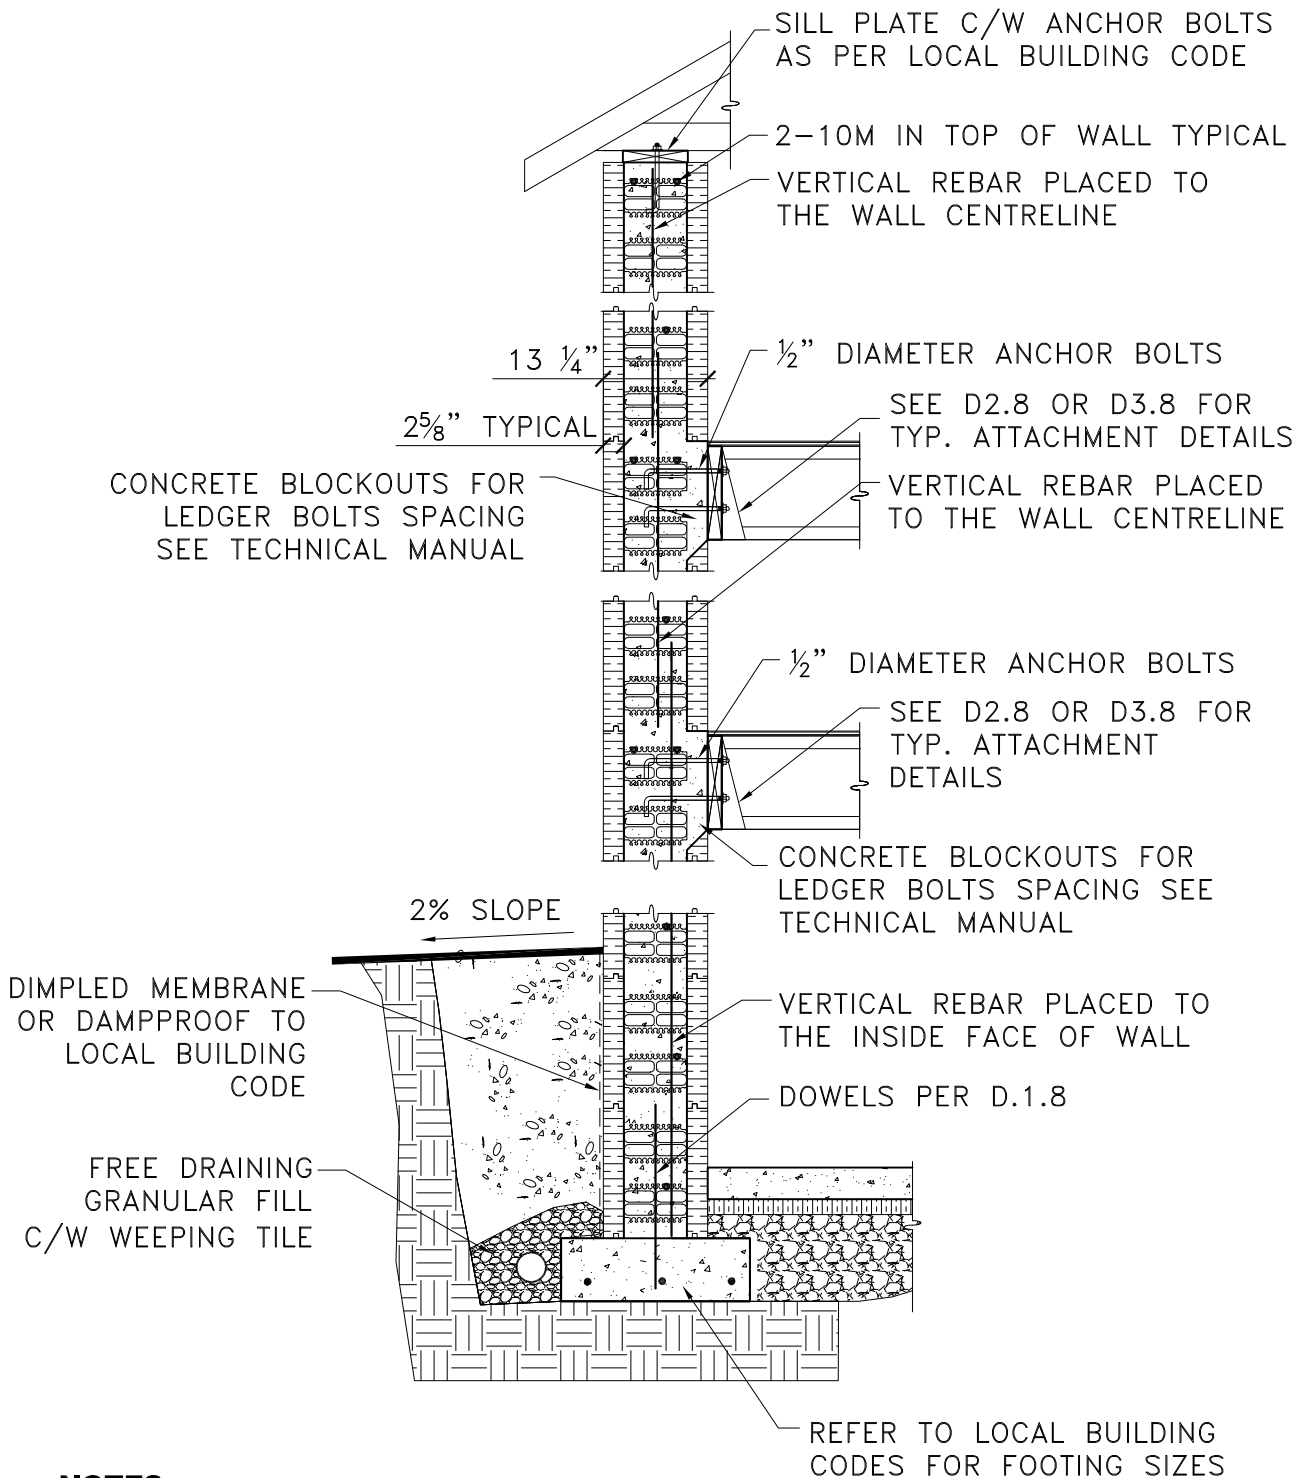 SILL PLATE C/W ANCHOR BOLTS
AS PER LOCAL BUILDING CODE
2-10M IN TOP OF WALL TYPICAL
VERTICAL REBAR PLACED TO
THE WALL CENTRELINE
13 ¼"
½" DIAMETER ANCHOR BOLTS
2⅝" TYPICAL
SEE D2.8 OR D3.8 FOR
TYP. ATTACHMENT DETAILS
CONCRETE BLOCKOUTS FOR
LEDGER BOLTS SPACING
SEE TECHNICAL MANUAL
VERTICAL REBAR PLACED
TO THE WALL CENTRELINE
½" DIAMETER ANCHOR BOLTS
SEE D2.8 OR D3.8 FOR
TYP. ATTACHMENT
DETAILS
CONCRETE BLOCKOUTS FOR
LEDGER BOLTS SPACING SEE
TECHNICAL MANUAL
2% SLOPE
DIMPLED MEMBRANE
OR DAMPPROOF TO
LOCAL BUILDING
CODE
VERTICAL REBAR PLACED TO
THE INSIDE FACE OF WALL
DOWELS PER D.1.8
FREE DRAINING
GRANULAR FILL
C/W WEEPING TILE
REFER TO LOCAL BUILDING
CODES FOR FOOTING SIZES